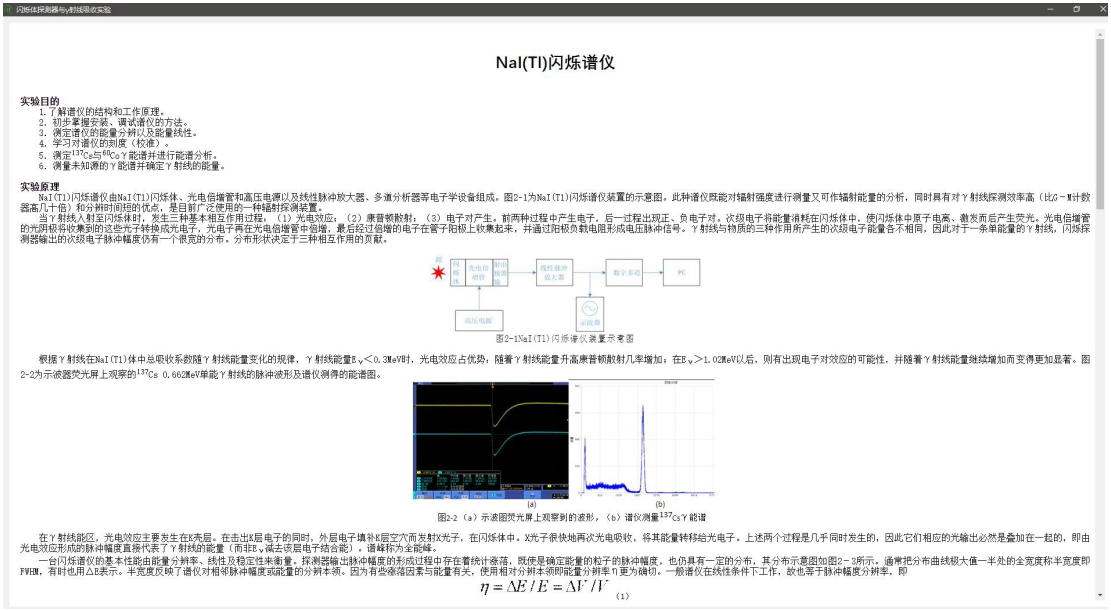 闪烁体探测器与γ射线吸收实验
NaI(Tl)闪烁谱仪
实验目的
1.了解谱仪的结构和工作原理。
2. 初步掌握安装、调试谱仪的方法。
3. 测定谱仪的能量分辨以及能量线性。
4. 学习对谱仪的刻度（校准）。
5. 测定¹³⁷Cs与⁶⁰Coγ能谱并进行能谱分析。
6. 测量未知源的γ能谱并确定γ射线的能量。
实验原理
NaI(Tl)闪烁谱仪由NaI(Tl)闪烁体、光电倍增管和高压电源以及线性脉冲放大器、多道分析器等电子学设备组成。图2-1为NaI(Tl)闪烁谱仪装置的示意图。此种谱仪既能对辐射强度进行测量又可作辐射能量的分析，同时具有对γ射线探测效率高（比G-M计数
器高几十倍）和分辨时间短的优点，是目前广泛使用的一种辐射探测装置。
当γ射线入射至闪烁体时，发生三种基本相互作用过程：（1）光电效应；（2）康普顿散射；（3）电子对产生。前两种过程中产生电子，后一过程出现正、负电子对。次级电子将能量消耗在闪烁体中，使闪烁体中原子电离、激发而后产生荧光。光电倍增管
的光阴极将收集到的这些光子转换成光电子，光电子再在光电倍增管中倍增，最后经过倍增的电子在管子阳极上收集起来，并通过阳极负载电阻形成电压脉冲信号。γ射线与物质的三种作用所产生的次级电子能量各不相同，因此对于一条单能量的γ射线，闪烁探
测器输出的次级电子脉冲幅度仍有一个很宽的分布。分布形状决定于三种相互作用的贡献。
源
闪烁体
光电倍增管
射极跟随
线性脉冲放大器
数字多道
PC
高压电源
示波器
图2-1NaI(Tl)闪烁谱仪装置示意图
根据γ射线在NaI(Tl)体中总吸收系数随γ射线能量变化的规律，γ射线能量Eᵧ<0.3MeV时，光电效应占优势；随着γ射线能量升高康普顿散射几率增加；在Eᵧ>1.02MeV以后，则有出现电子对效应的可能性，并随着γ射线能量继续增加而变得更加显著。图
2-2为示波器荧光屏上观察的¹³⁷Cs 0.662MeV单能γ射线的脉冲波形及谱仪测得的能谱图。
(a)
(b)
图2-2（a）示波图荧光屏上观察到的波形，（b）谱仪测量¹³⁷Csγ能谱
在γ射线能区，光电效应主要发生在K壳层。在击出K层电子的同时，外层电子填补K层空穴而发射X光子，在闪烁体中。X光子很快地再次光电吸收，将其能量转移给光电子。上述两个过程是几乎同时发生的，因此它们相应的光输出必然是叠加在一起的，即由
光电效应形成的脉冲幅度直接代表了γ射线的能量（而非Eᵧ减去该层电子结合能）。谱峰称为全能峰。
一台闪烁谱仪的基本性能由能量分辨率、线性及稳定性来衡量。探测器输出脉冲幅度的形成过程中存在着统计涨落，既使是确定能量的粒子的脉冲幅度，也仍具有一定的分布，其分布示意图如图2-3所示。通常把分布曲线极大值一半处的全宽度称半宽度即
FWHM，有时也用△E表示。半宽度反映了谱仪对相邻脉冲幅度或能量的分辨本领。因为有些涨落因素与能量有关，使用相对分辨本领即能量分辨率η更为确切。一般谱仪在线性条件下工作，故也等于脉冲幅度分辨率，即
η = ΔE / E = ΔV / V （1）